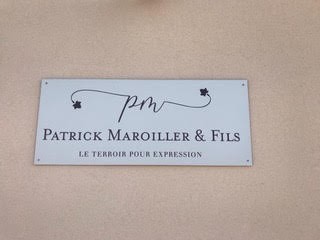 pm
PATRICK MAROILLER & FILS
LE TERROIR POUR EXPRESSION